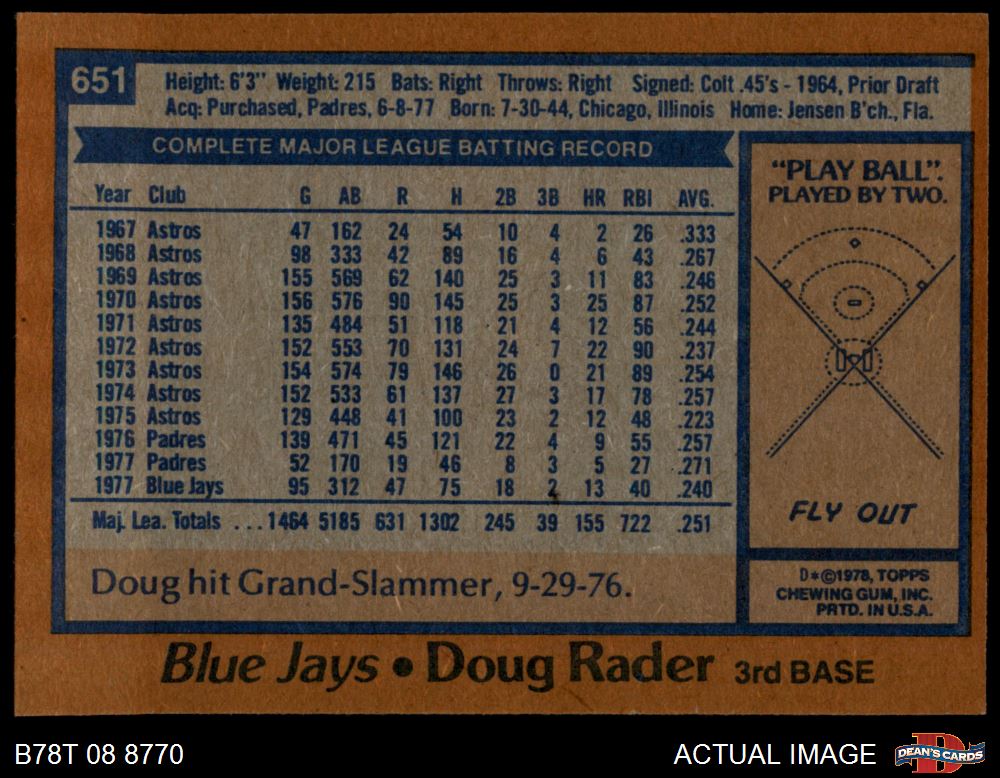 651
Height: 6'3" Weight: 215 Bats: Right Throws: Right Signed: Colt .45's - 1964, Prior Draft
Acq: Purchased, Padres, 6-8-77 Born: 7-30-44, Chicago, Illinois Home: Jensen B'ch., Fla.
COMPLETE MAJOR LEAGUE BATTING RECORD
Year Club G AB R H 2B 3B HR RBI AVG.
1967 Astros 47 162 24 54 10 4 2 26 .333
1968 Astros 98 333 42 89 16 4 6 43 .267
1969 Astros 155 569 62 140 25 3 11 83 .246
1970 Astros 156 576 90 145 25 3 25 87 .252
1971 Astros 135 484 51 118 21 4 12 56 .244
1972 Astros 152 553 70 131 24 7 22 90 .237
1973 Astros 154 574 79 146 26 0 21 89 .254
1974 Astros 152 533 61 137 27 3 17 78 .257
1975 Astros 129 448 41 100 23 2 12 48 .223
1976 Padres 139 471 45 121 22 4 9 55 .257
1977 Padres 52 170 19 46 8 3 5 27 .271
1977 Blue Jays 95 312 47 75 18 2 13 40 .240
Maj. Lea. Totals ...1464 5185 631 1302 245 39 155 722 .251
Doug hit Grand-Slammer, 9-29-76.
"PLAY BALL".
PLAYED BY TWO.
FLY OUT
D*©1978, TOPPS
CHEWING GUM, INC.
PRTD. IN U.S.A.
Blue Jays • Doug Rader 3rd BASE
B78T 08 8770
ACTUAL IMAGE
DEAN'S CARDS